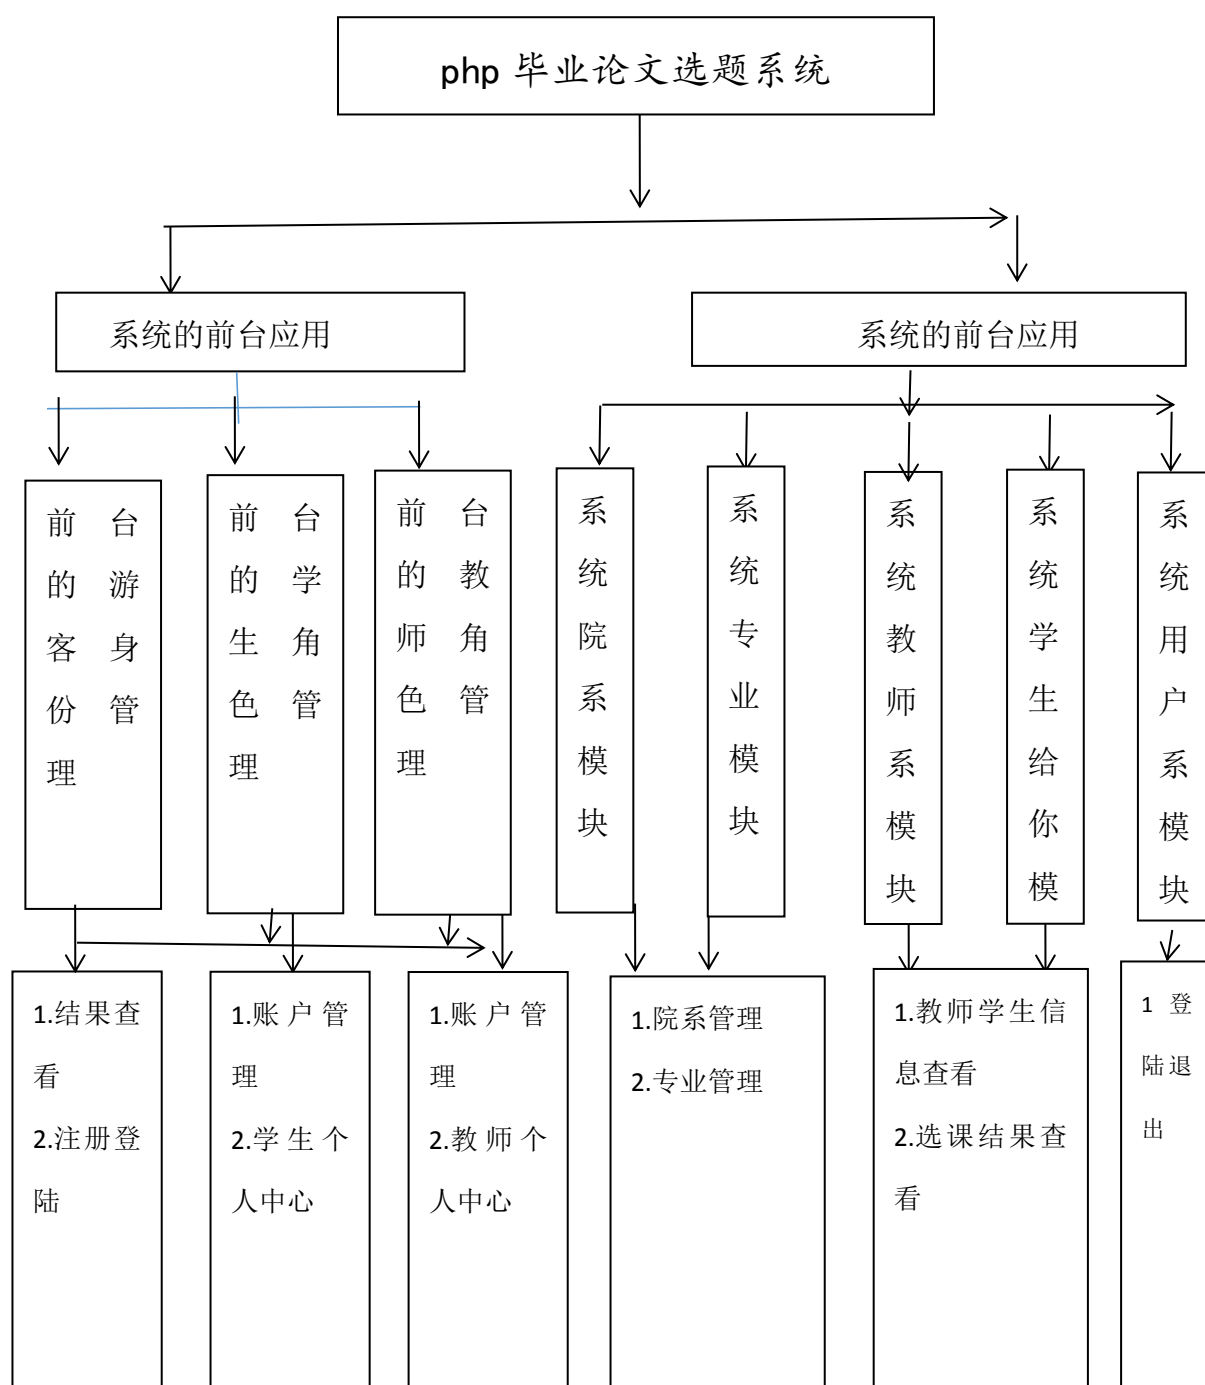 php 毕业论文选题系统
系统的前台应用
系统的前台应用
前台
的游
客身
份管
理
前台
的学
生角
色管
理
前台
的教
师角
色管
理
系
统
院
系
模
块
系
统
专
业
模
块
系
统
教
师
系
模
块
系
统
学
生
给
你
模
系
统
用
户
系
模
块
1.结果查
看
2.注册登
陆
1.账户管
理
2.学生个
人中心
1.账户管
理
2.教师个
人中心
1.院系管理
2.专业管理
1.教师学生信
息查看
2.选课结果查
看
1 登
陆退
出